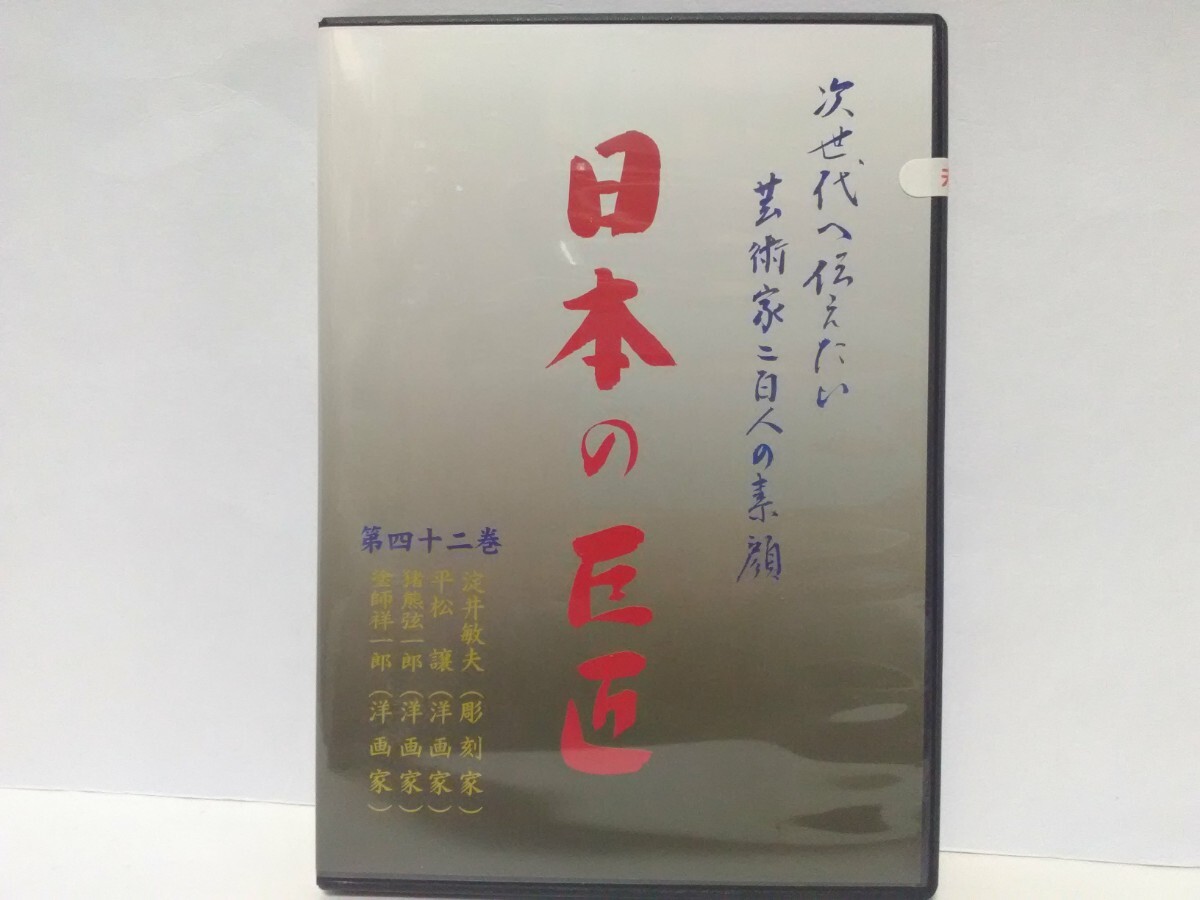 次世代へ伝えたい
芸術家二百人の素顔
日本の巨匠
第四十二巻
淀井敏夫（彫刻家）
平松 譲（洋画家）
猪熊弦一郎（洋画家）
塗師祥一郎（洋画家）